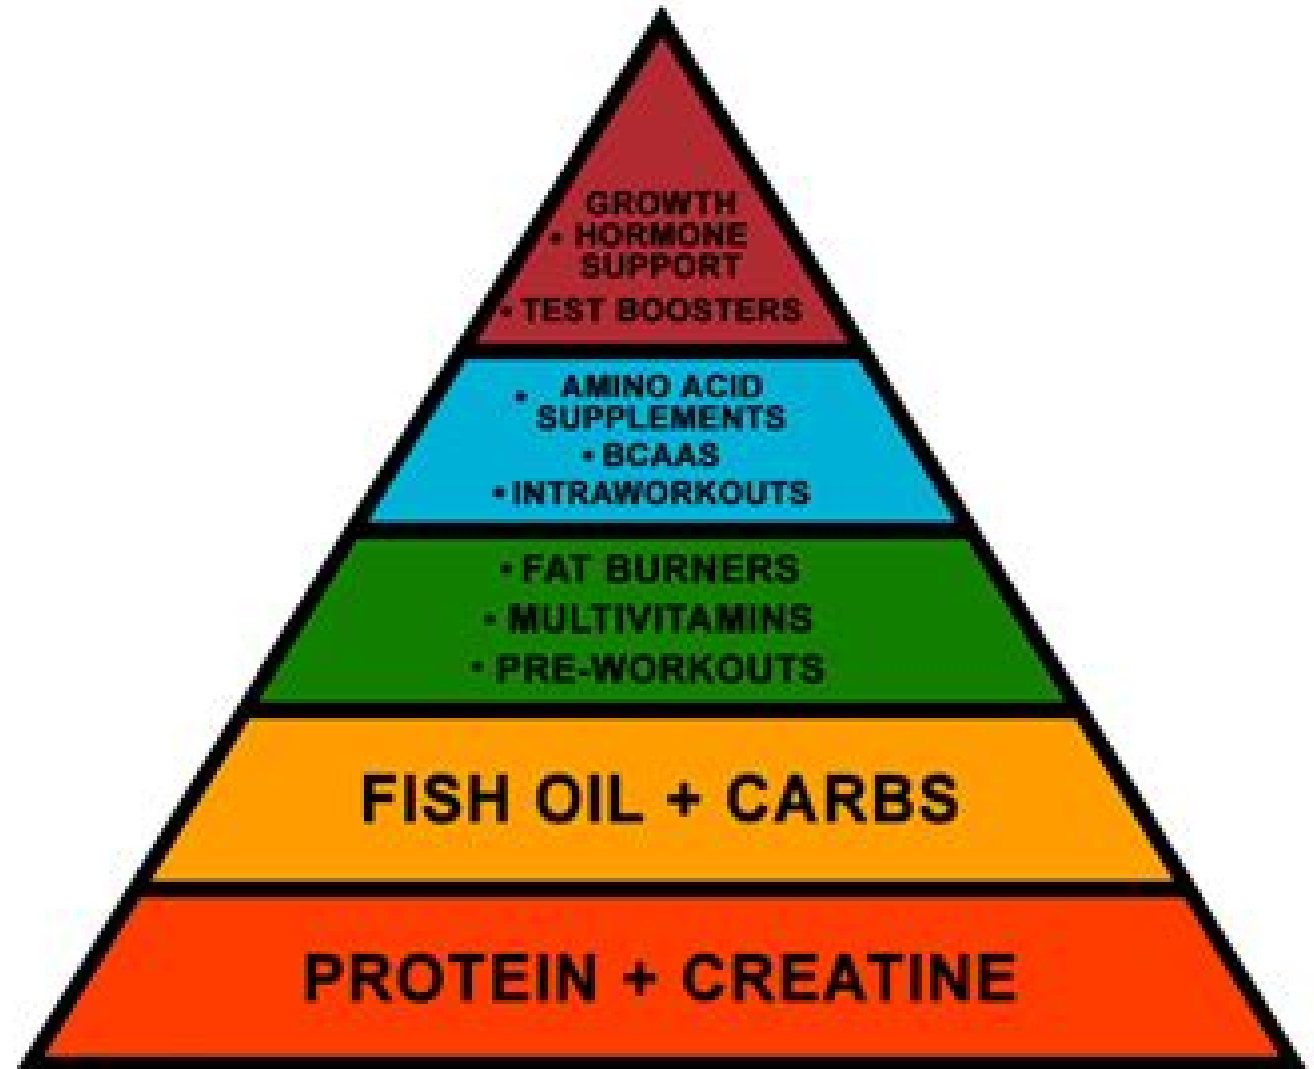 GROWTH
• HORMONE
SUPPORT
• TEST BOOSTERS
• AMINO ACID
SUPPLEMENTS
• BCAAS
• INTRAWORKOUTS
• FAT BURNERS
• MULTIVITAMINS
• PRE-WORKOUTS
FISH OIL + CARBS
PROTEIN + CREATINE